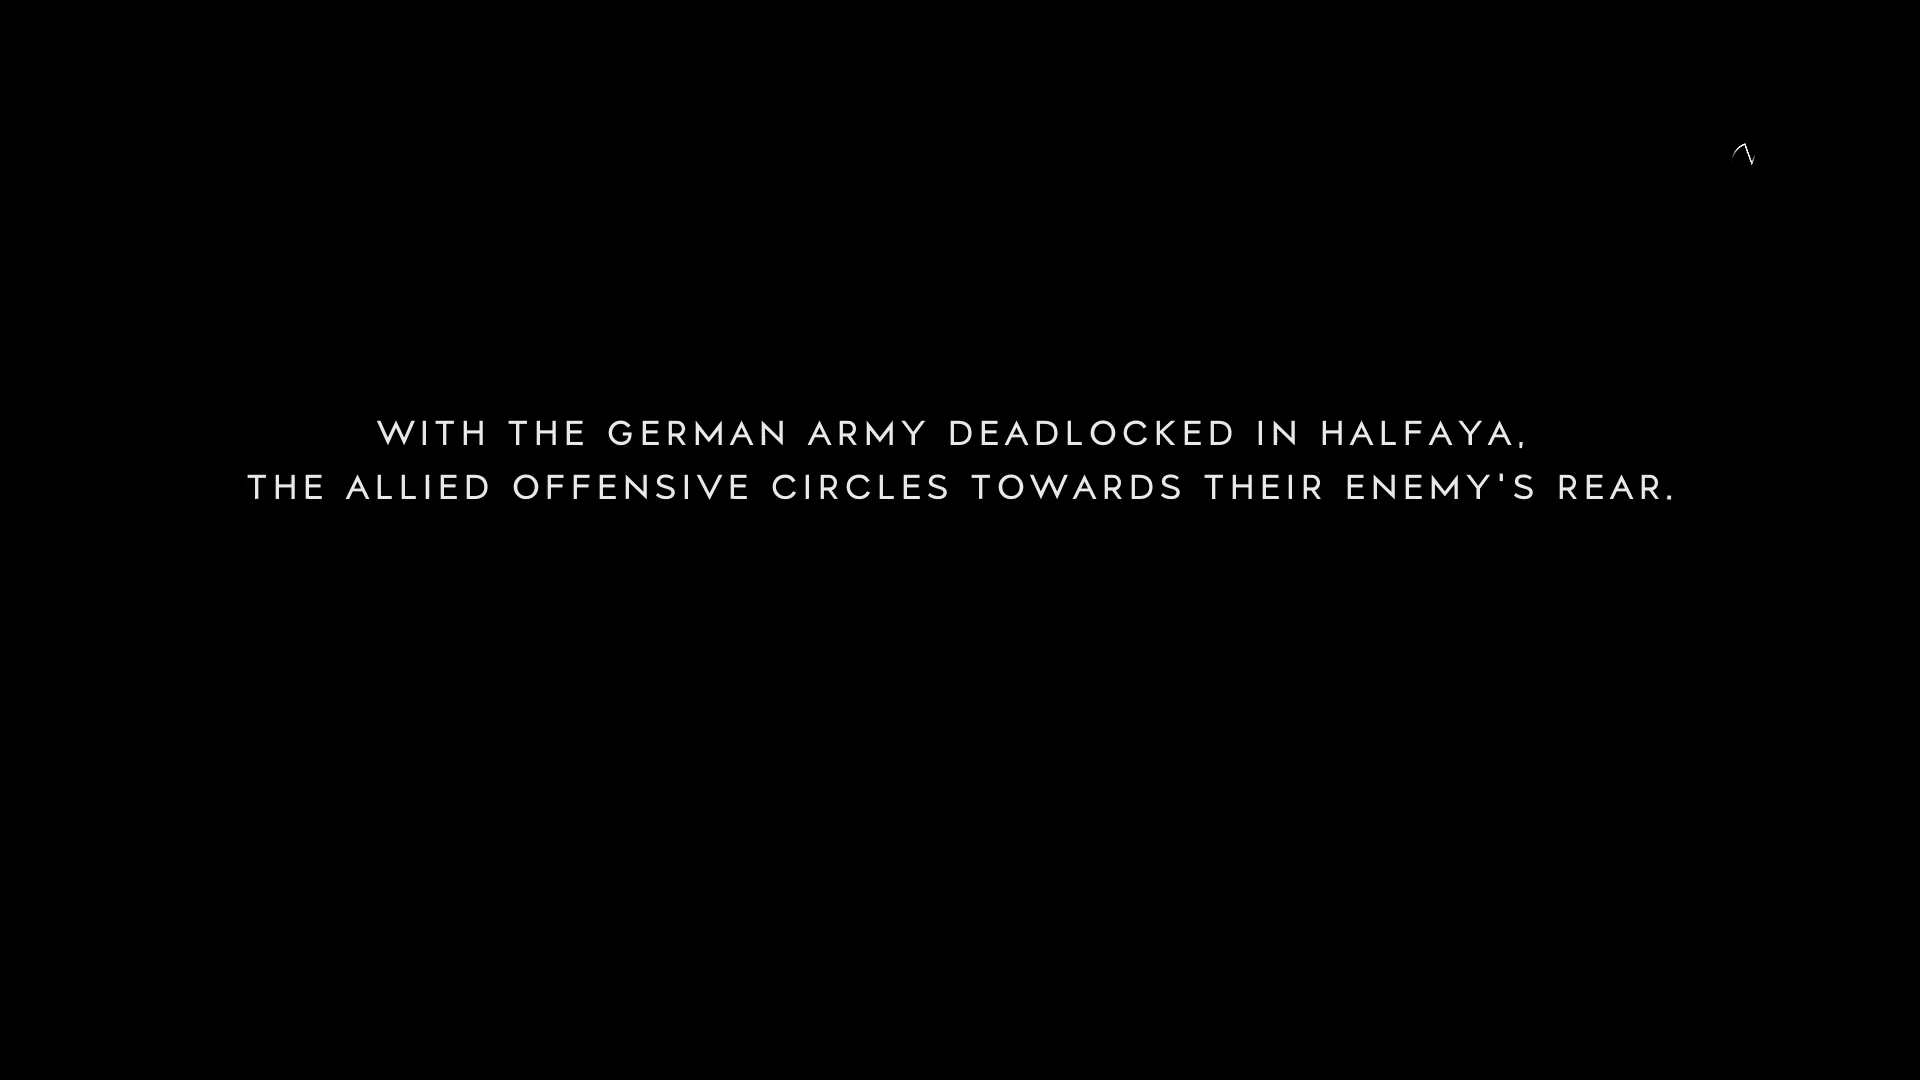 WITH THE GERMAN ARMY DEADLOCKED IN HALFAYA,
THE ALLIED OFFENSIVE CIRCLES TOWARDS THEIR ENEMY'S REAR.